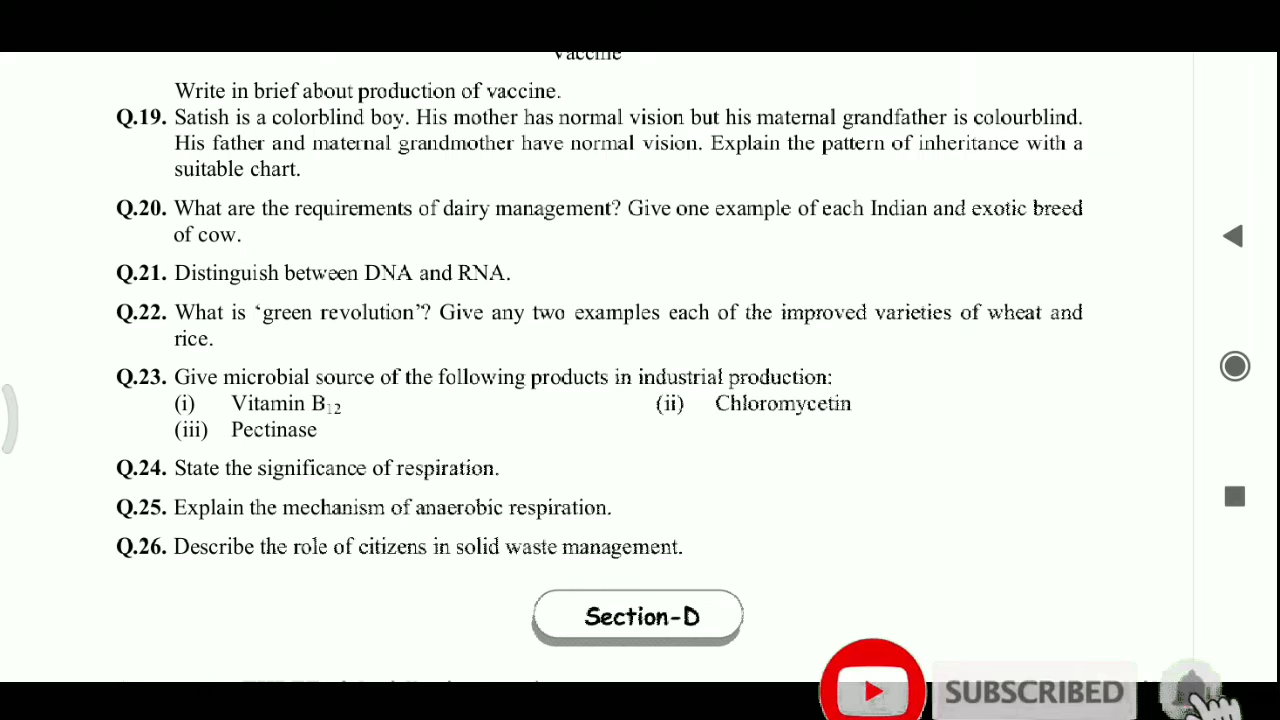 vaccine
Write in brief about production of vaccine.
Q.19. Satish is a colorblind boy. His mother has normal vision but his maternal grandfather is colourblind.
His father and maternal grandmother have normal vision. Explain the pattern of inheritance with a
suitable chart.
Q.20. What are the requirements of dairy management? Give one example of each Indian and exotic breed
of cow.
Q.21. Distinguish between DNA and RNA.
Q.22. What is ‘green revolution’? Give any two examples each of the improved varieties of wheat and
rice.
Q.23. Give microbial source of the following products in industrial production:
(i) Vitamin B₁₂ (ii) Chloromycetin
(iii) Pectinase
Q.24. State the significance of respiration.
Q.25. Explain the mechanism of anaerobic respiration.
Q.26. Describe the role of citizens in solid waste management.
Section-D
SUBSCRIBED